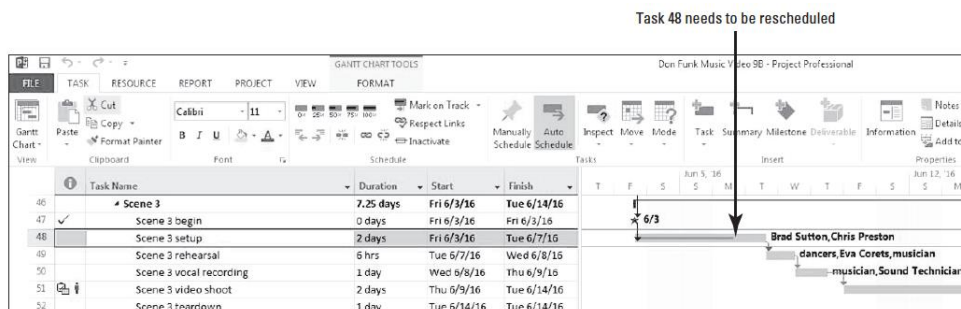 Task 48 needs to be rescheduled
GANTT CHART TOOLS
Don Funk Music Video 9B - Project Professional
FILE TASK RESOURCE REPORT PROJECT VIEW FORMAT
Gantt Chart
View
Paste
Cut
Copy
Format Painter
Clipboard
Calibri 11
B I U A
Font
0% 25% 50% 75% 100%
Mark on Track
Respect Links
Inactivate
Schedule
Manually Schedule
Auto Schedule
Inspect Move Mode
Tasks
Task Summary Milestone Deliverable
Insert
Information
Notes
Details
Add to
Properties
Task Name Duration Start Finish
Jun 5, '16 Jun 12, '16
T F S S M T W T F S S M
46 Scene 3 7.25 days Fri 6/3/16 Tue 6/14/16
47 Scene 3 begin 0 days Fri 6/3/16 Fri 6/3/16 6/3
48 Scene 3 setup 2 days Fri 6/3/16 Tue 6/7/16 Brad Sutton,Chris Preston
49 Scene 3 rehearsal 6 hrs Tue 6/7/16 Wed 6/8/16 dancers,Eva Corets,musician
50 Scene 3 vocal recording 1 day Wed 6/8/16 Thu 6/9/16 musician,Sound Technician
51 Scene 3 video shoot 2 days Thu 6/9/16 Tue 6/14/16
52 Scene 3 teardown 1 day Tue 6/14/16 Tue 6/14/16